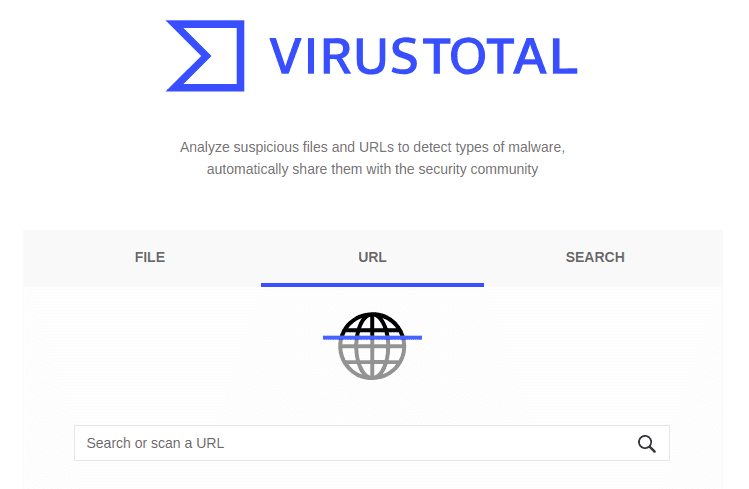 VIRUSTOTAL
Analyze suspicious files and URLs to detect types of malware,
automatically share them with the security community
FILE URL SEARCH
Search or scan a URL